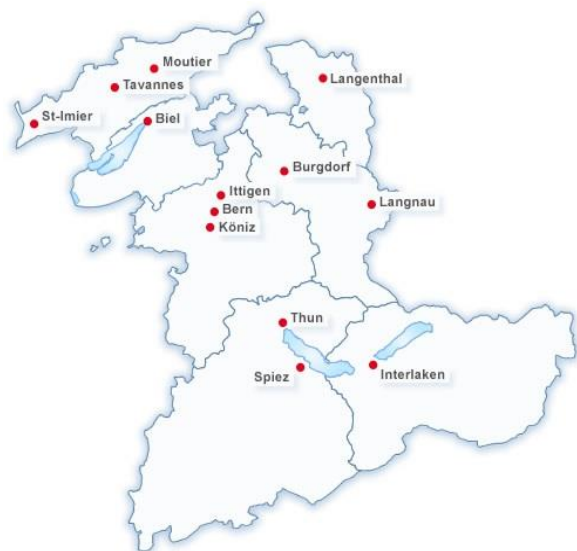 Moutier
Langenthal
Tavannes
St-Imier
Biel
Burgdorf
Ittigen
Langnau
Bern
Köniz
Thun
Spiez
Interlaken